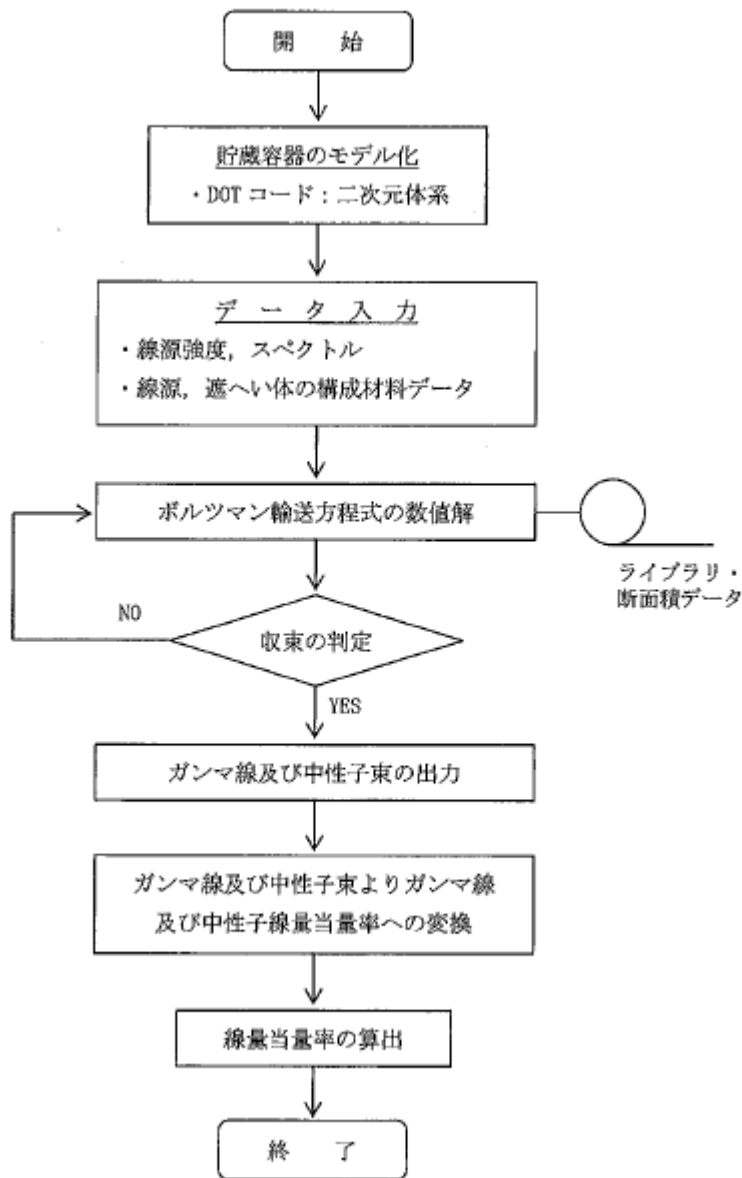 開 始
貯蔵容器のモデル化
・DOT コード：二次元体系
データ入力
・線源強度，スペクトル
・線源，遮へい体の構成材料データ
ボルツマン輸送方程式の数値解
ライブラリ・
断面積データ
NO
収束の判定
YES
ガンマ線及び中性子束の出力
ガンマ線及び中性子束よりガンマ線
及び中性子線量当量率への変換
線量当量率の算出
終 了